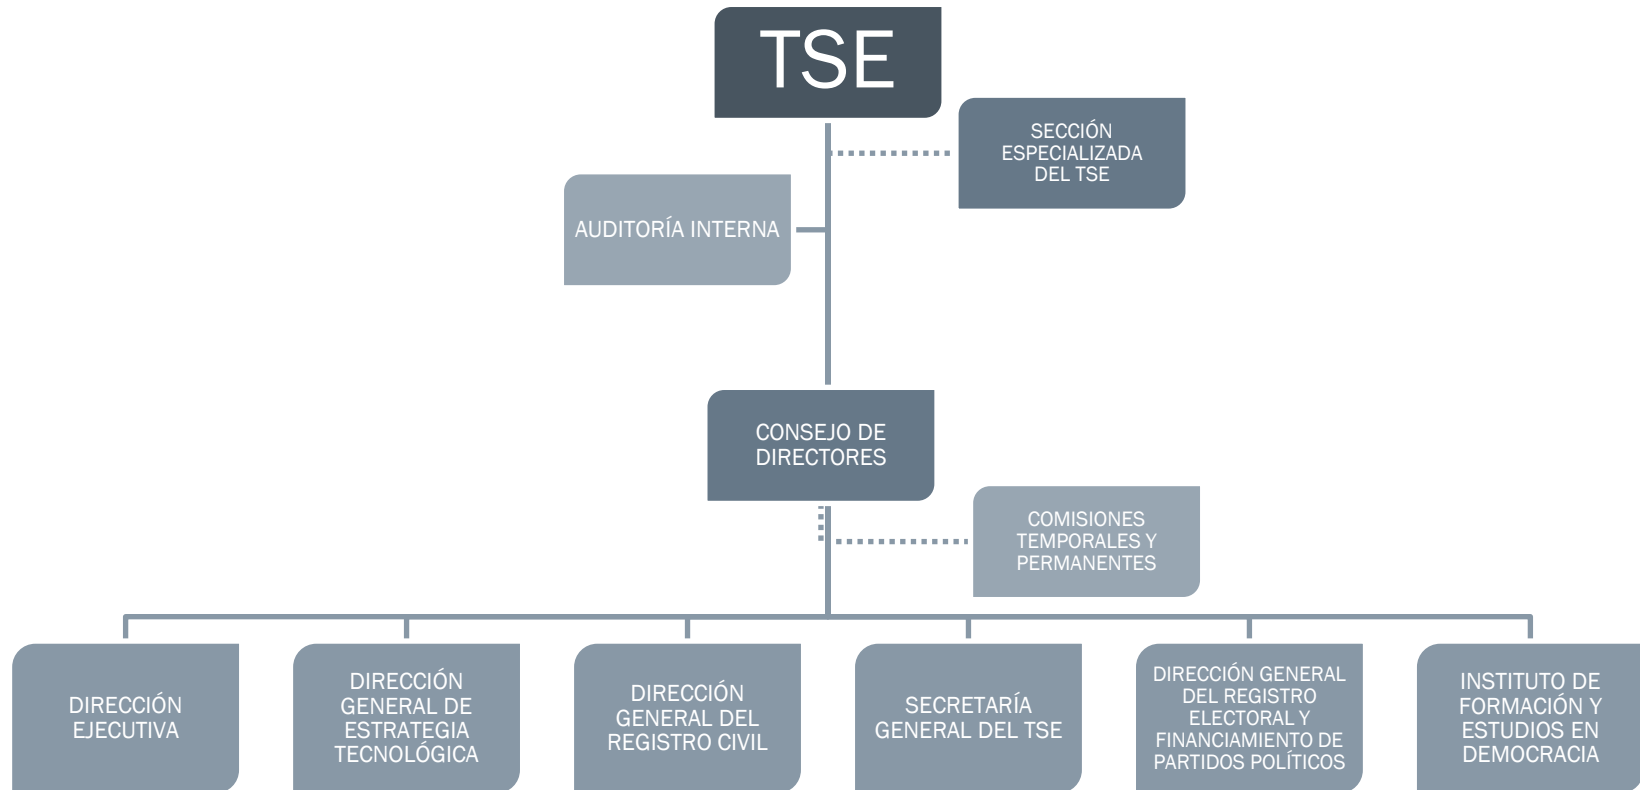 TSE
SECCIÓN
ESPECIALIZADA
DEL TSE
AUDITORÍA INTERNA
CONSEJO DE
DIRECTORES
COMISIONES
TEMPORALES Y
PERMANENTES
DIRECCIÓN
EJECUTIVA
DIRECCIÓN
GENERAL DE
ESTRATEGIA
TECNOLÓGICA
DIRECCIÓN
GENERAL DEL
REGISTRO CIVIL
SECRETARÍA
GENERAL DEL TSE
DIRECCIÓN GENERAL
DEL REGISTRO
ELECTORAL Y
FINANCIAMIENTO DE
PARTIDOS POLÍTICOS
INSTITUTO DE
FORMACIÓN Y
ESTUDIOS EN
DEMOCRACIA